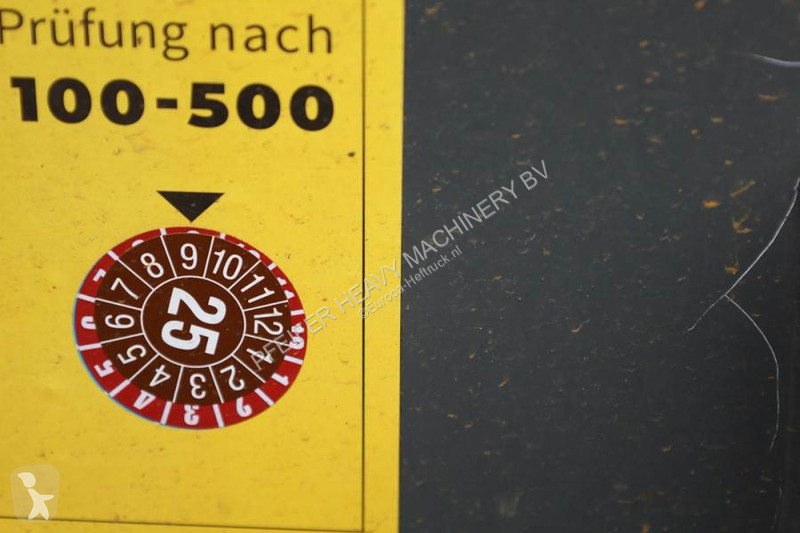 Prüfung nach
100-500
9 10 11 12 1 2 3 4 5 6 7 8
25
PFEIFER HEAVY MACHINERY BV
©Europa-Heftruck.nl